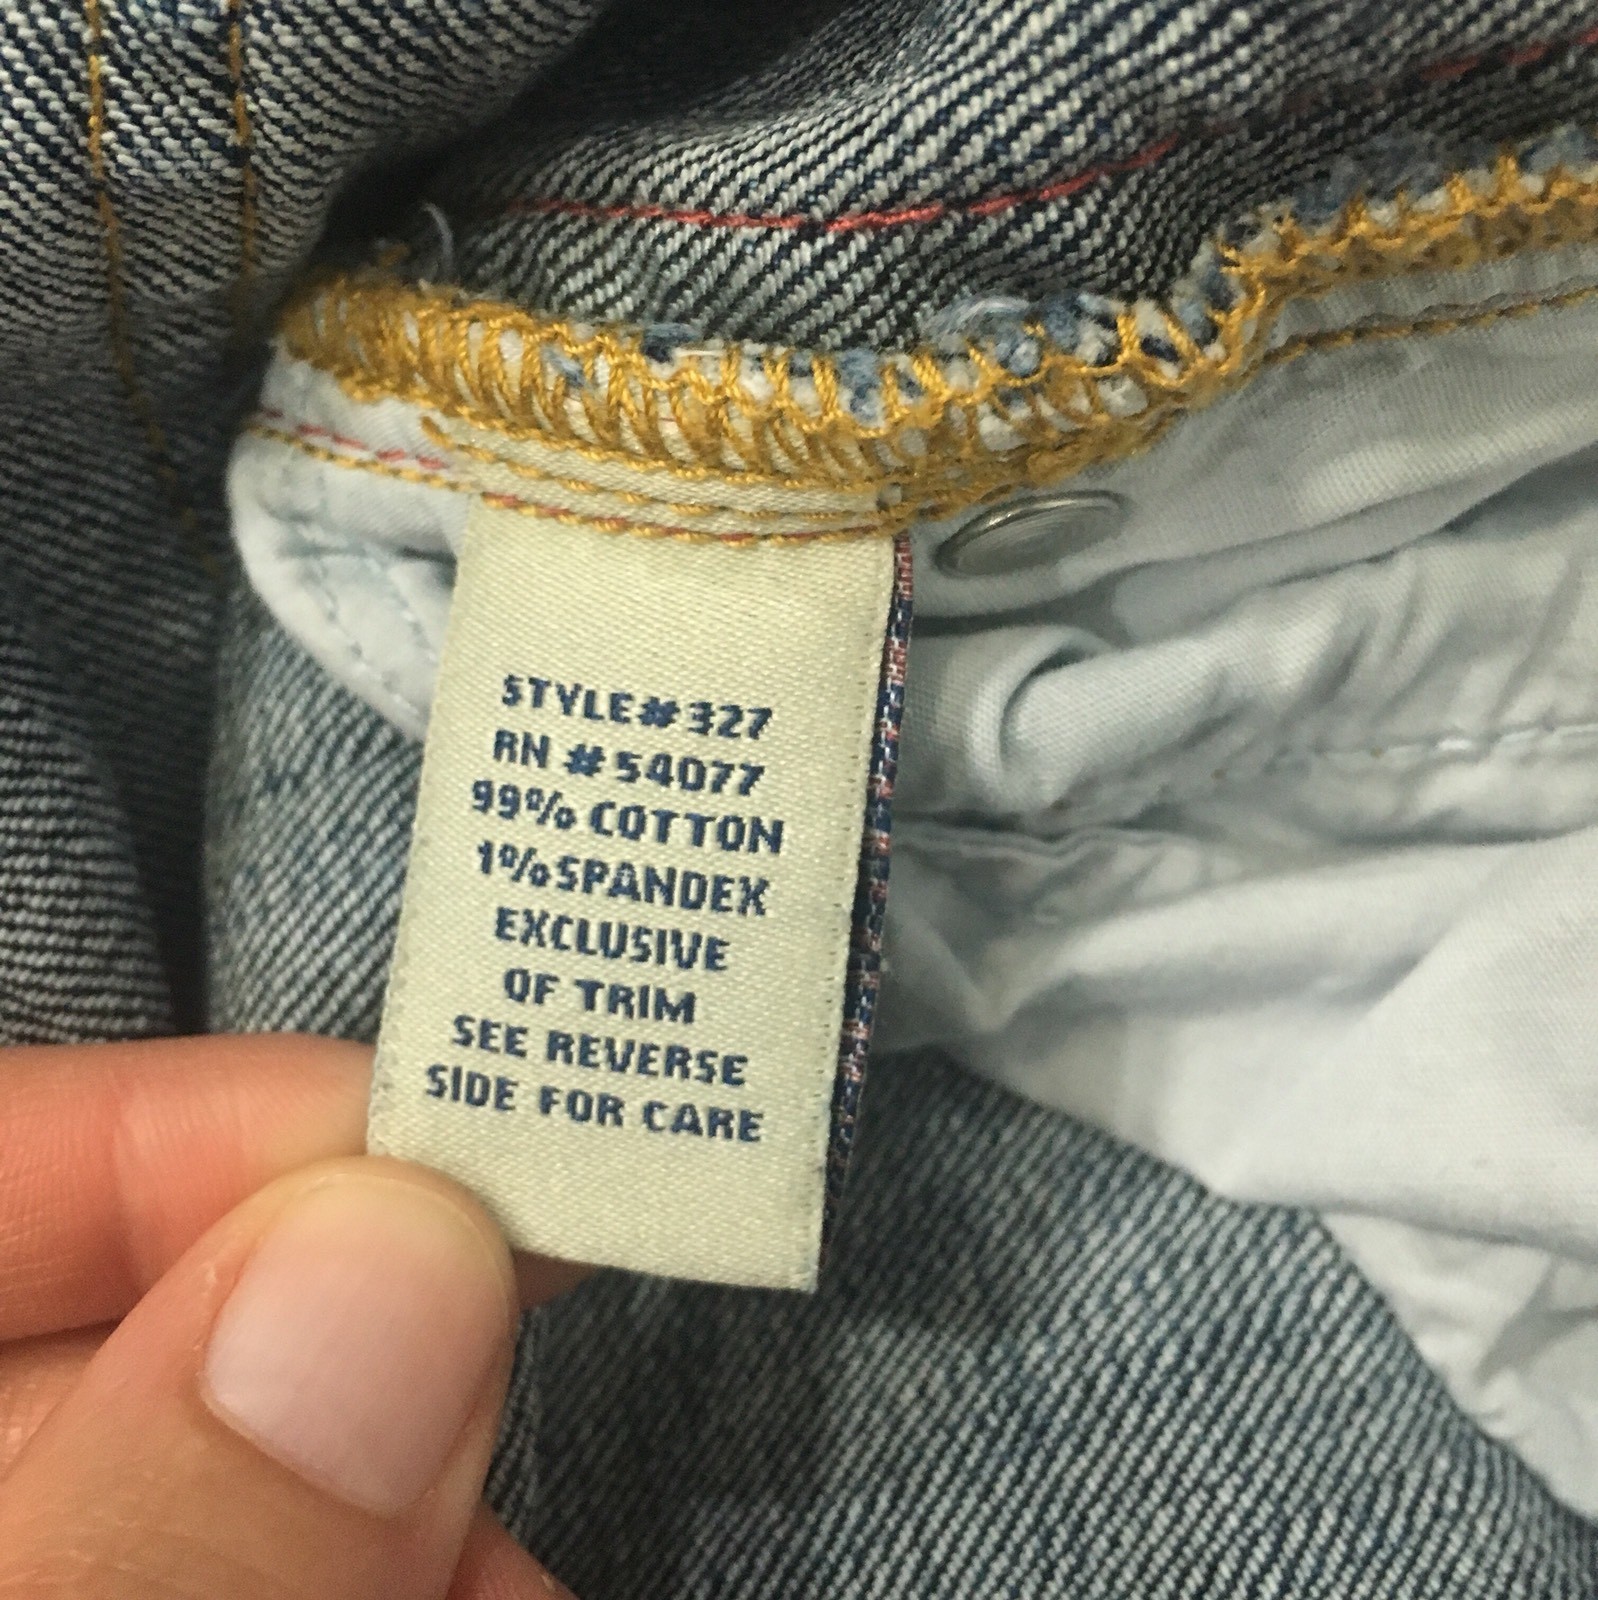 STYLE#327
RN #54077
99% COTTON
1% SPANDEX
EXCLUSIVE
OF TRIM
SEE REVERSE
SIDE FOR CARE